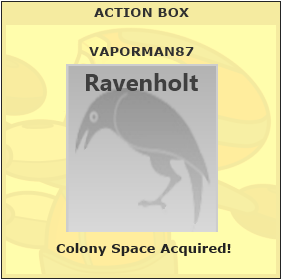 ACTION BOX
VAPORMAN87
Ravenholt
Colony Space Acquired!